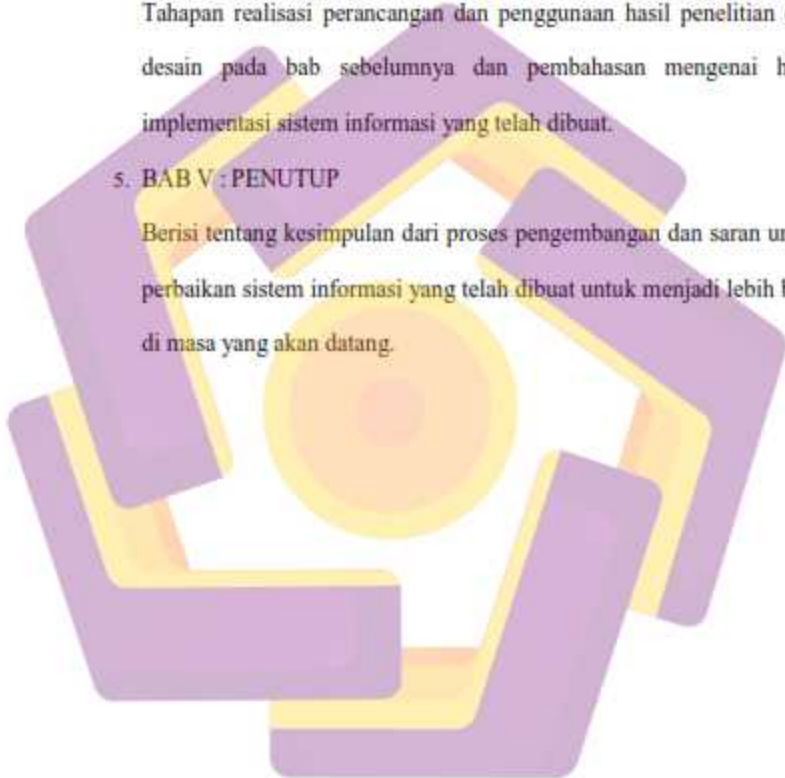 Tahapan realisasi perancangan dan penggunaan hasil penelitian
desain pada bab sebelumnya dan pembahasan mengenai
implementasi sistem informasi yang telah dibuat.
5. BAB V : PENUTUP
Berisi tentang kesimpulan dari proses pengembangan dan saran
perbaikan sistem informasi yang telah dibuat untuk menjadi lebih
di masa yang akan datang.